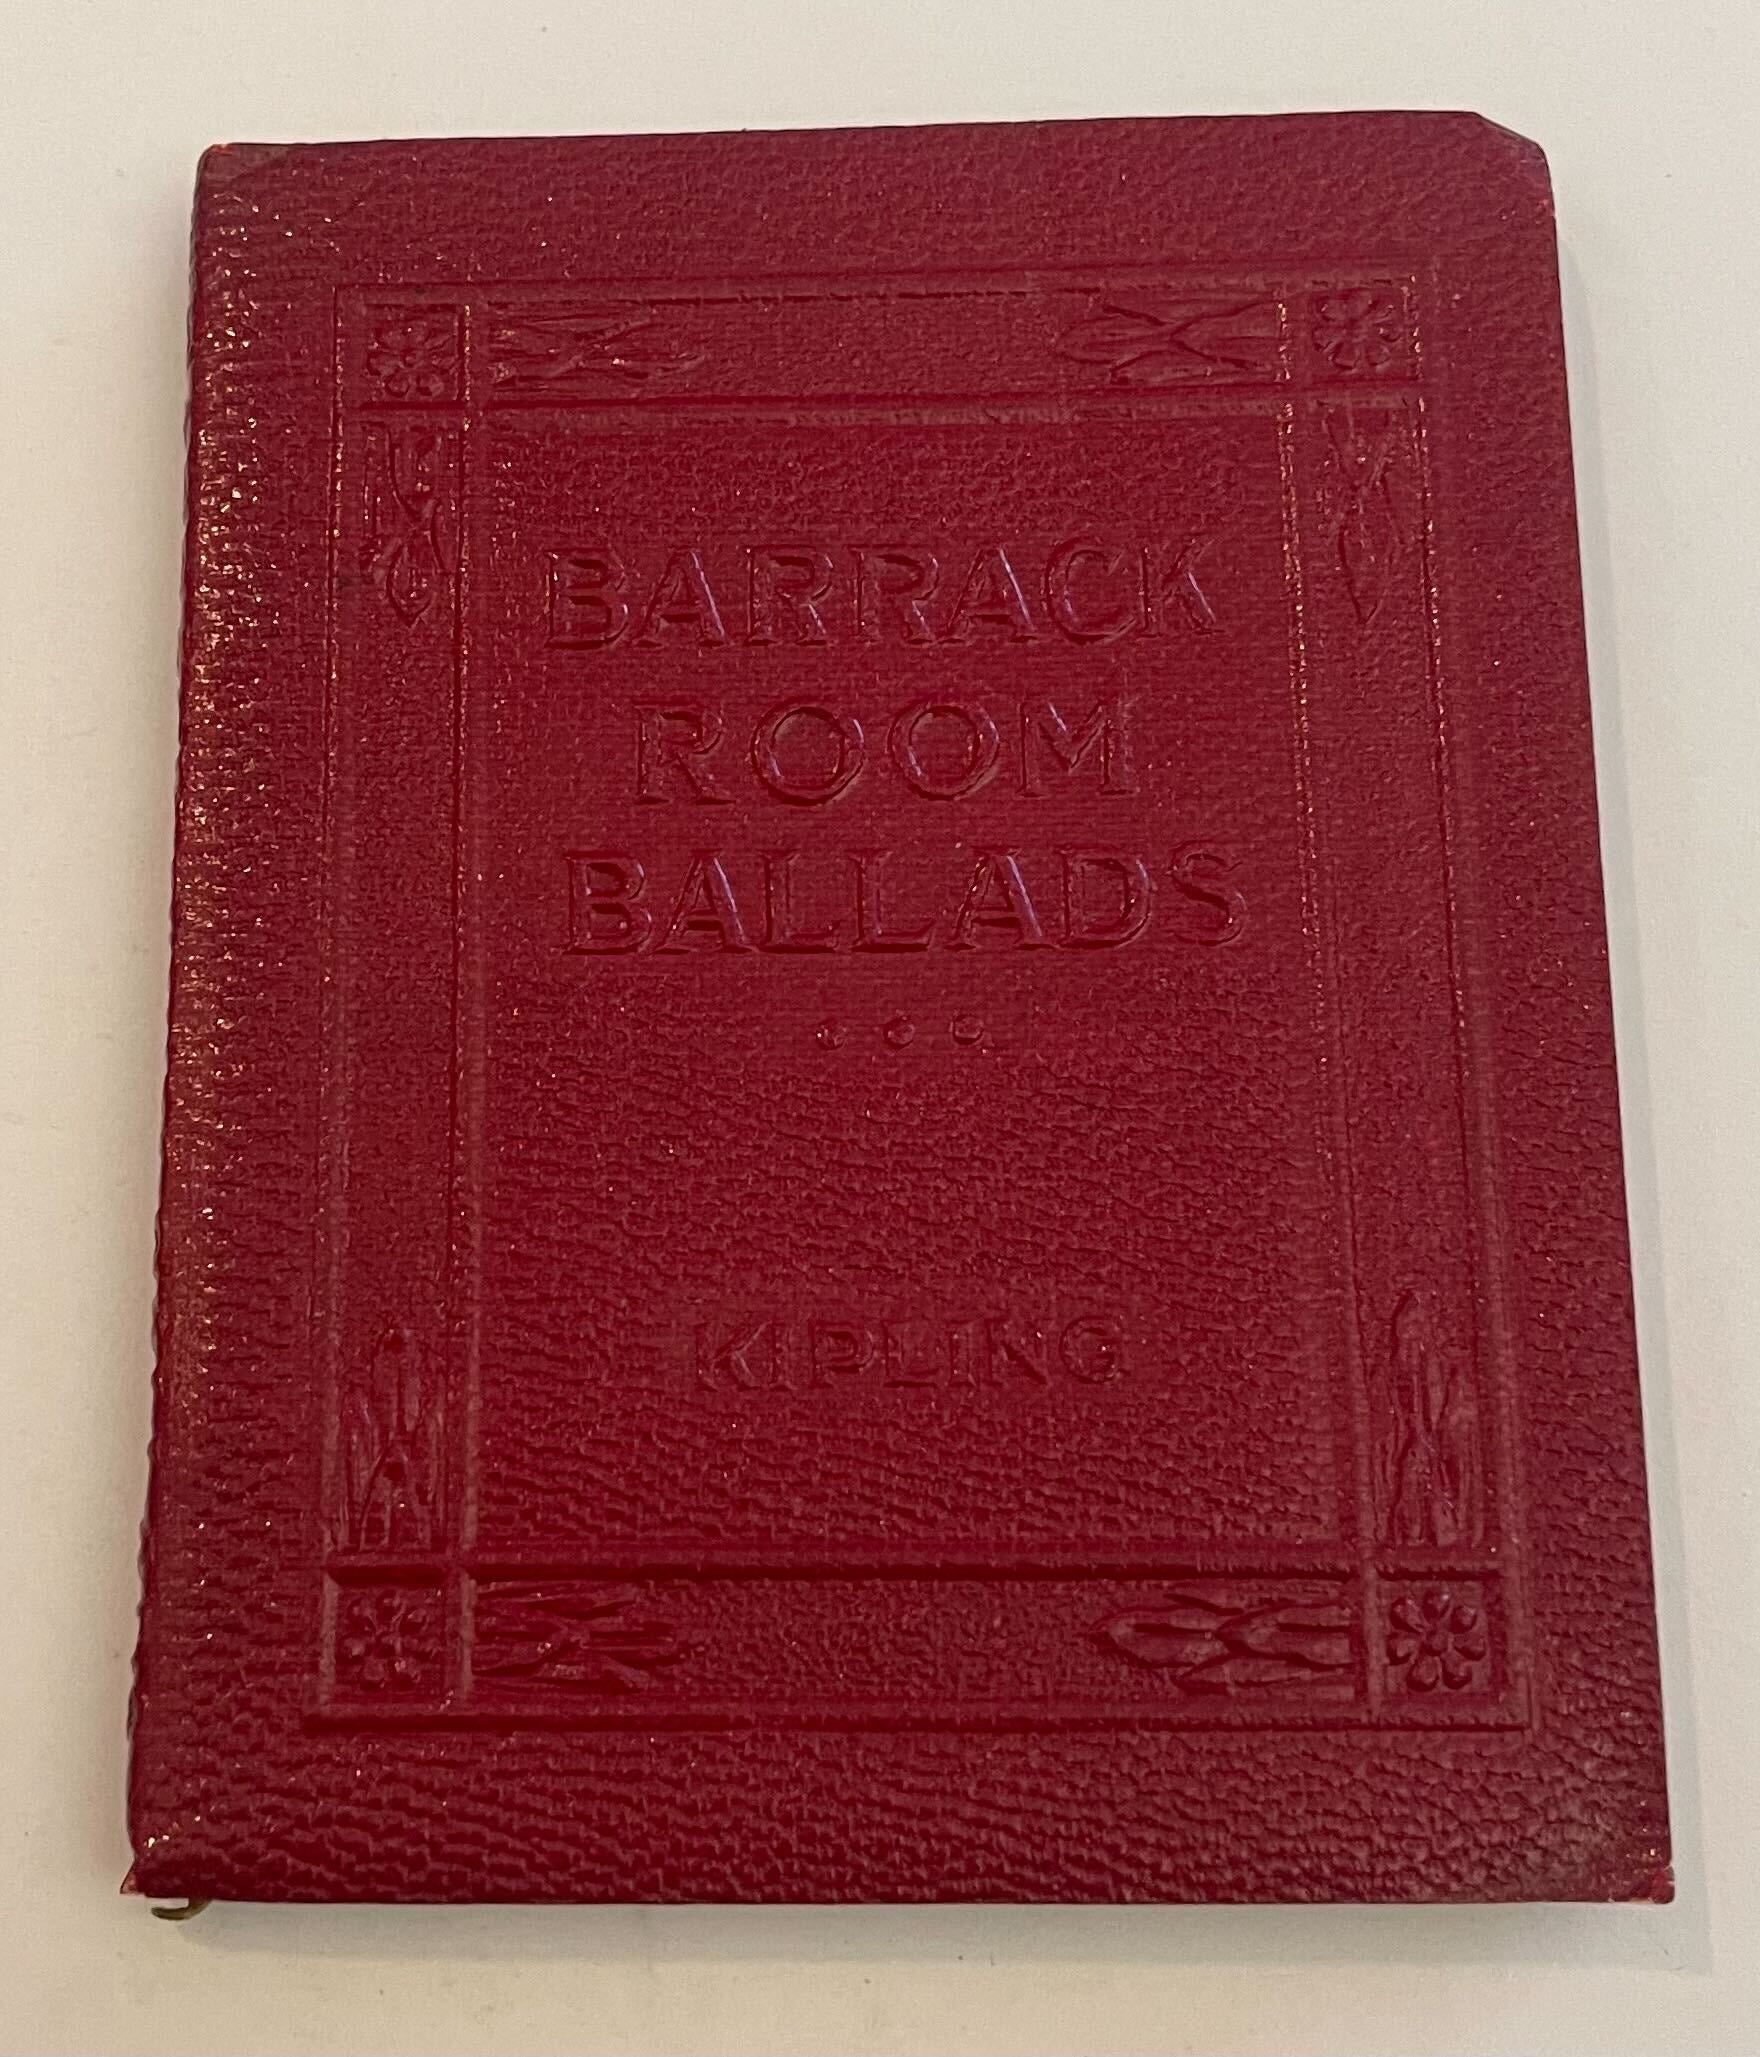 BARRACK
ROOM
BALLADS
...
KIPLING